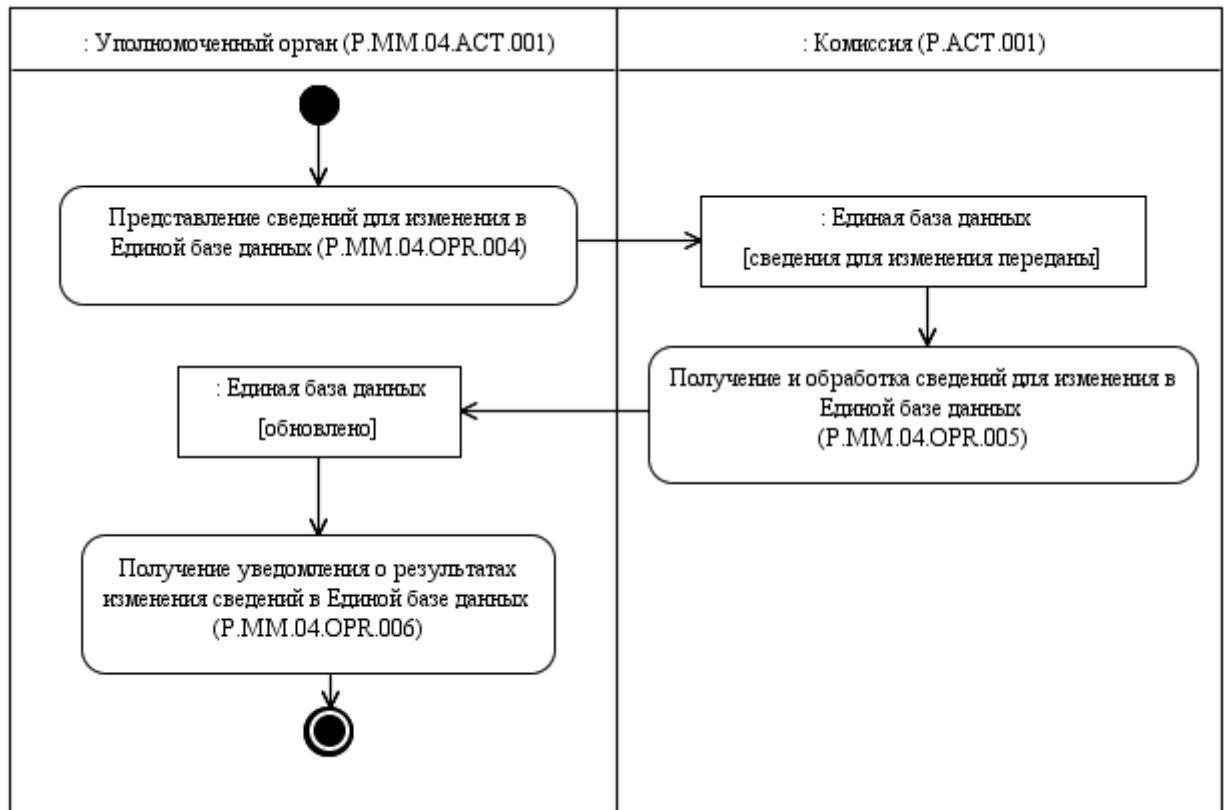 : Уполномоченный орган (P.MM.04.ACT.001)
: Комиссия (P.ACT.001)
Представление сведений для изменения в
Единой базе данных (P.MM.04.OPR.004)
: Единая база данных
[сведения для изменения переданы]
Получение и обработка сведений для изменения в
Единой базе данных
(P.MM.04.OPR.005)
: Единая база данных
[обновлено]
Получение уведомления о результатах
изменения сведений в Единой базе данных
(P.MM.04.OPR.006)